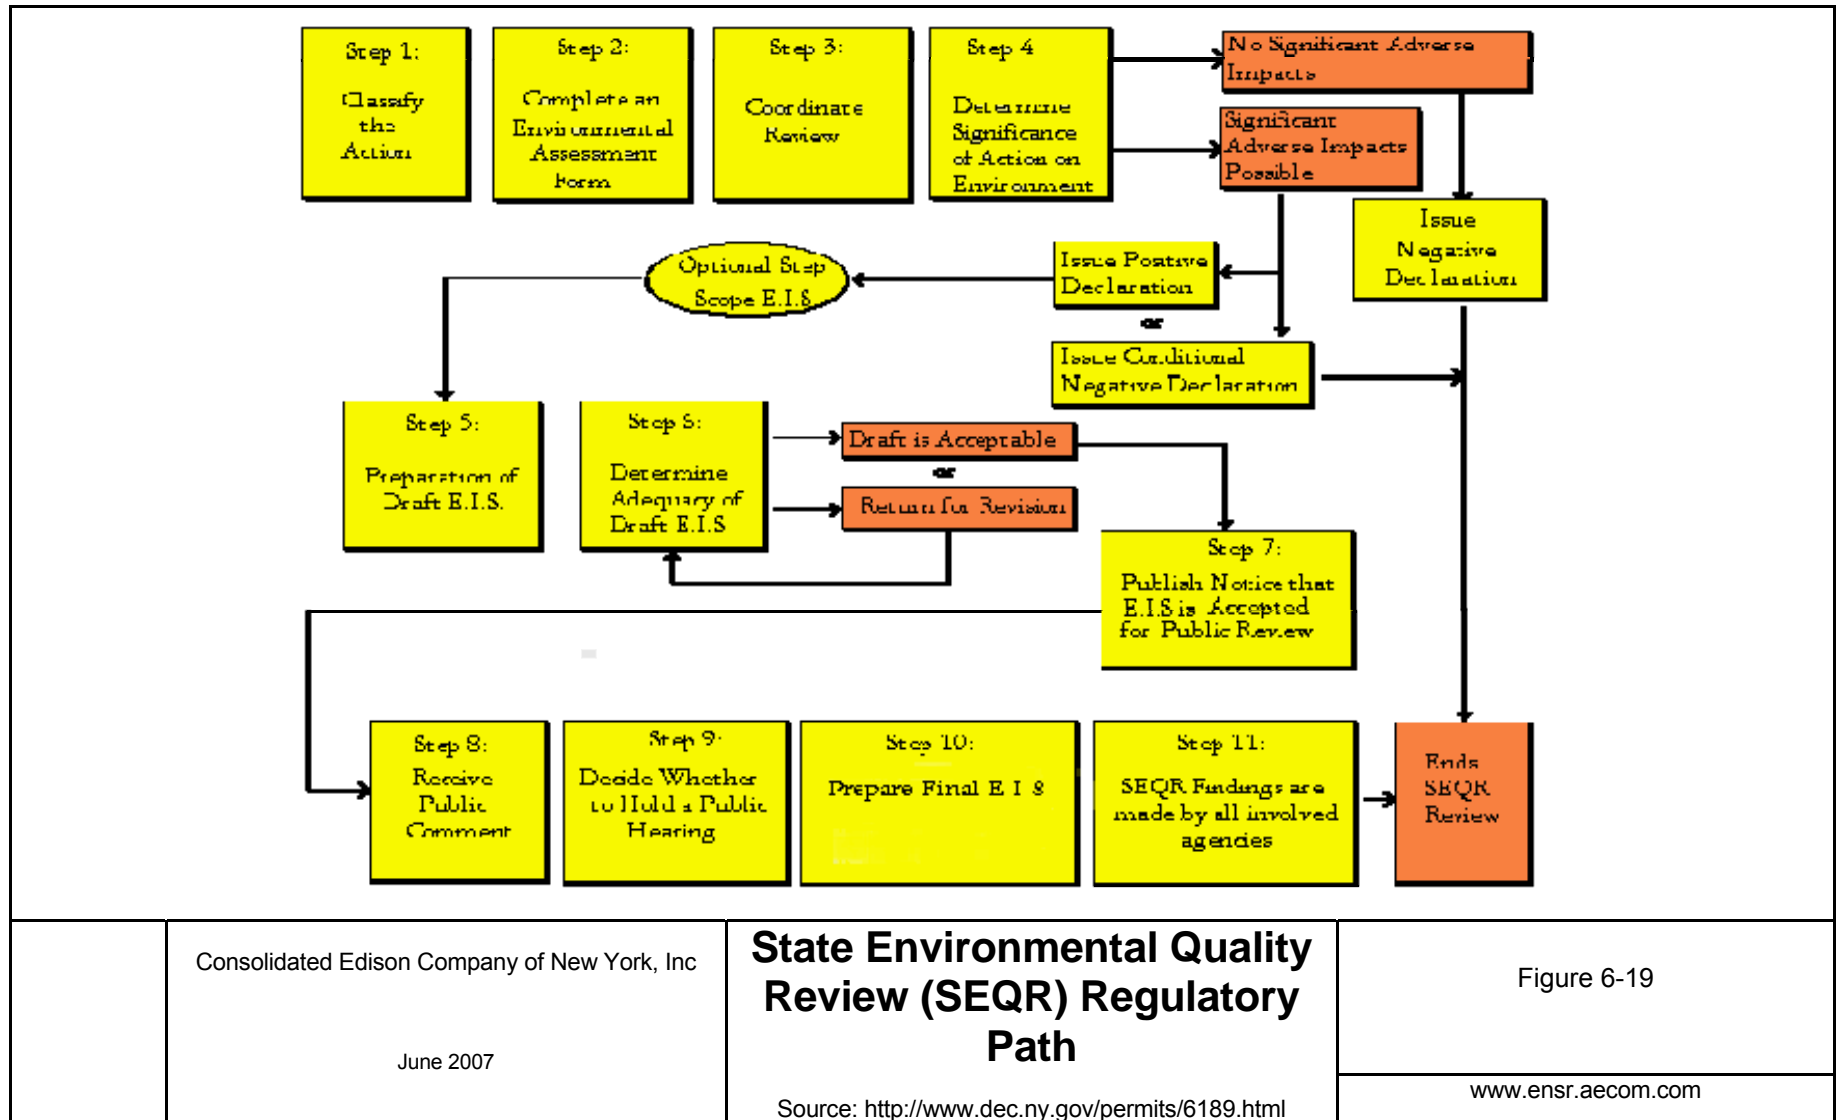 Step 1:
Classify
the
Action
Step 2:
Complete an
Environmental
Assessment
Form
Step 3:
Coordinate
Review
Step 4
Determine
Significance
of Action on
Environment
No Significant Adverse
Impacts
Significant
Adverse Impacts
Possible
Issue
Negative
Declaration
Issue Positive
Declaration
or
Issue Conditional
Negative Declaration
Optional Step
Scope E.I.S
Step 5:
Preparation of
Draft E.I.S.
Step 6:
Determine
Adequacy of
Draft E.I.S
Draft is Acceptable
or
Return for Revision
Step 7:
Publish Notice that
E.I.S is Accepted
for Public Review
Step 8:
Receive
Public
Comment
Step 9:
Decide Whether
to Hold a Public
Hearing
Step 10:
Prepare Final E.I.S
Step 11:
SEQR Findings are
made by all involved
agencies
Ends
SEQR
Review
Consolidated Edison Company of New York, Inc
June 2007
State Environmental Quality
Review (SEQR) Regulatory
Path
Source: http://www.dec.ny.gov/permits/6189.html
Figure 6-19
www.ensr.aecom.com